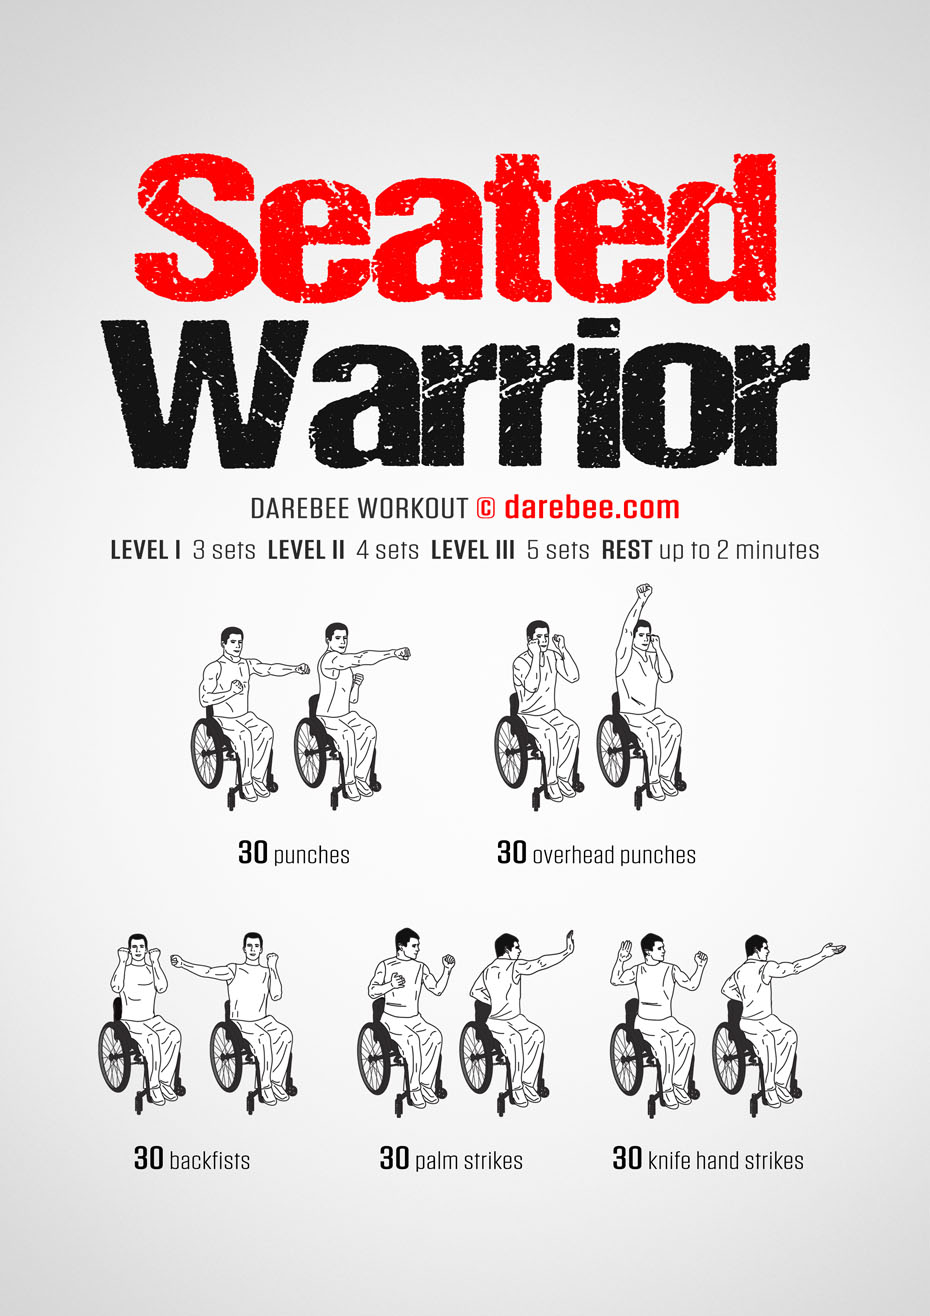 Seated
Warrior
DAREBEE WORKOUT © darebee.com
LEVEL I 3 sets LEVEL II 4 sets LEVEL III 5 sets REST up to 2 minutes
30 punches
30 overhead punches
30 backfists
30 palm strikes
30 knife hand strikes